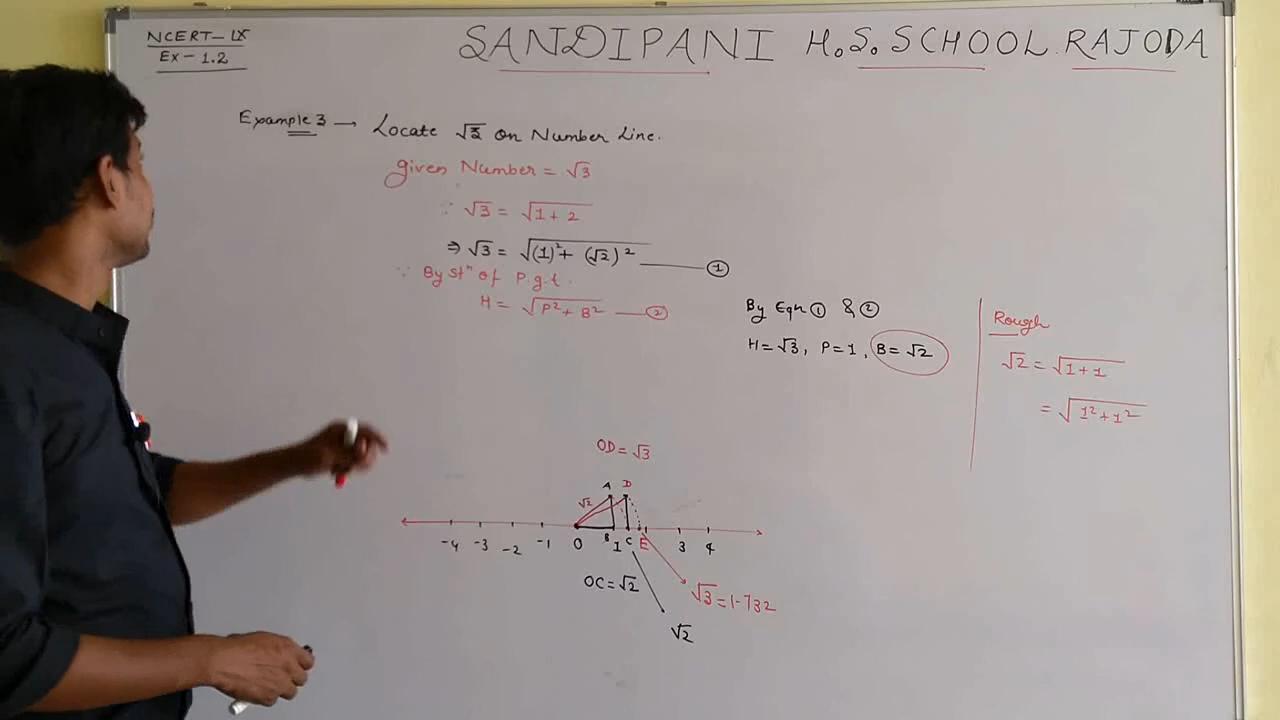 NCERT-IX
Ex-1.2
SANDIPANI H.S. SCHOOL RAJODA
Example 3 → Locate √3 on Number Line.
given Number = √3
∵ √3 = √1+2
⇒ √3 = √(1)²+(√2)² ①
∵ By Stⁿ of P.g.t.
H = √P²+B² ②
By Eqn ① & ②
H=√3, P=1, B=√2
Rough
√2 = √1+1
= √1²+1²
OD=√3
A D
√2
-4 -3 -2 -1 0 B 1 C E 3 4
OC=√2
√3=1.732
√2